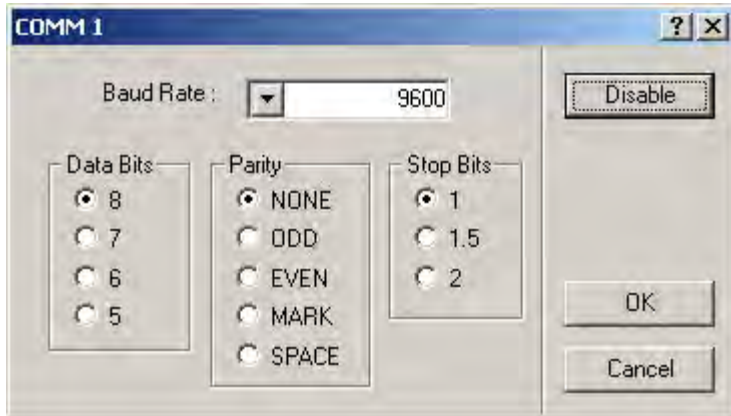 COMM 1
Baud Rate : 9600
Disable
Data Bits
8
7
6
5
Parity
NONE
ODD
EVEN
MARK
SPACE
Stop Bits
1
1.5
2
OK
Cancel